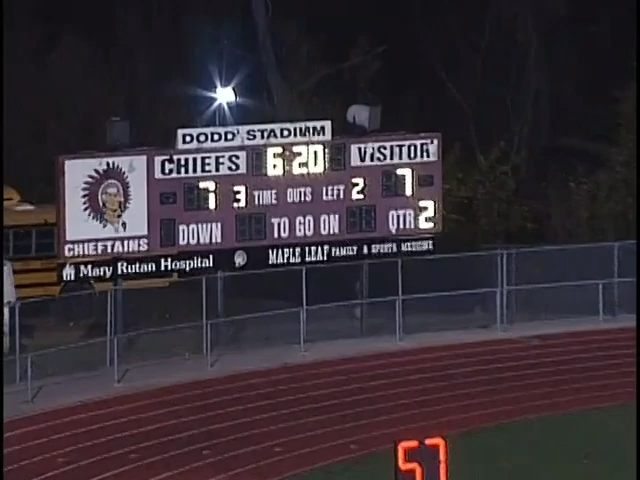 DODD' STADIUM
CHIEFS 6 20 VISITOR'
7 3 TIME OUTS LEFT 2 7
DOWN TO GO ON QTR 2
CHIEFTAINS
Mary Rutan Hospital MAPLE LEAF FAMILY & SPORTS MEDICINE
57